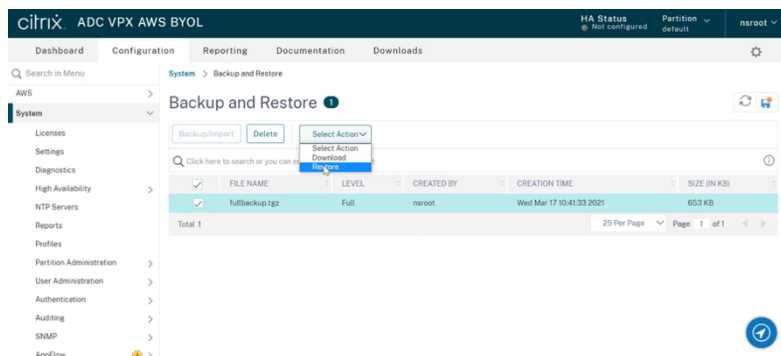 citrix. ADC VPX AWS BYOL
HA Status
Not configured
Partition
default
nsroot
Dashboard Configuration Reporting Documentation Downloads
Search in Menu
AWS
System
Licenses
Settings
Diagnostics
High Availability
NTP Servers
Reports
Profiles
Partition Administration
User Administration
Authentication
Auditing
SNMP
AppFlow
System > Backup and Restore
Backup and Restore 1
Backup/Import Delete Select Action
Select Action
Download
Restore
Click here to search or you can
FILE NAME LEVEL CREATED BY CREATION TIME SIZE (IN KB)
fullbackup.tgz Full nsroot Wed Mar 17 10:41:33 2021 653 KB
Total 1 25 Per Page Page 1 of 1